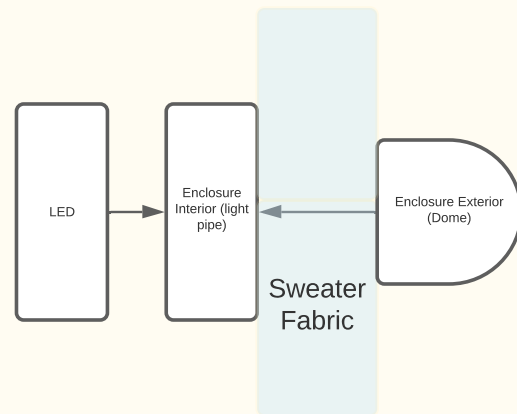 LED
Enclosure
Interior (light
pipe)
Enclosure Exterior
(Dome)
Sweater
Fabric